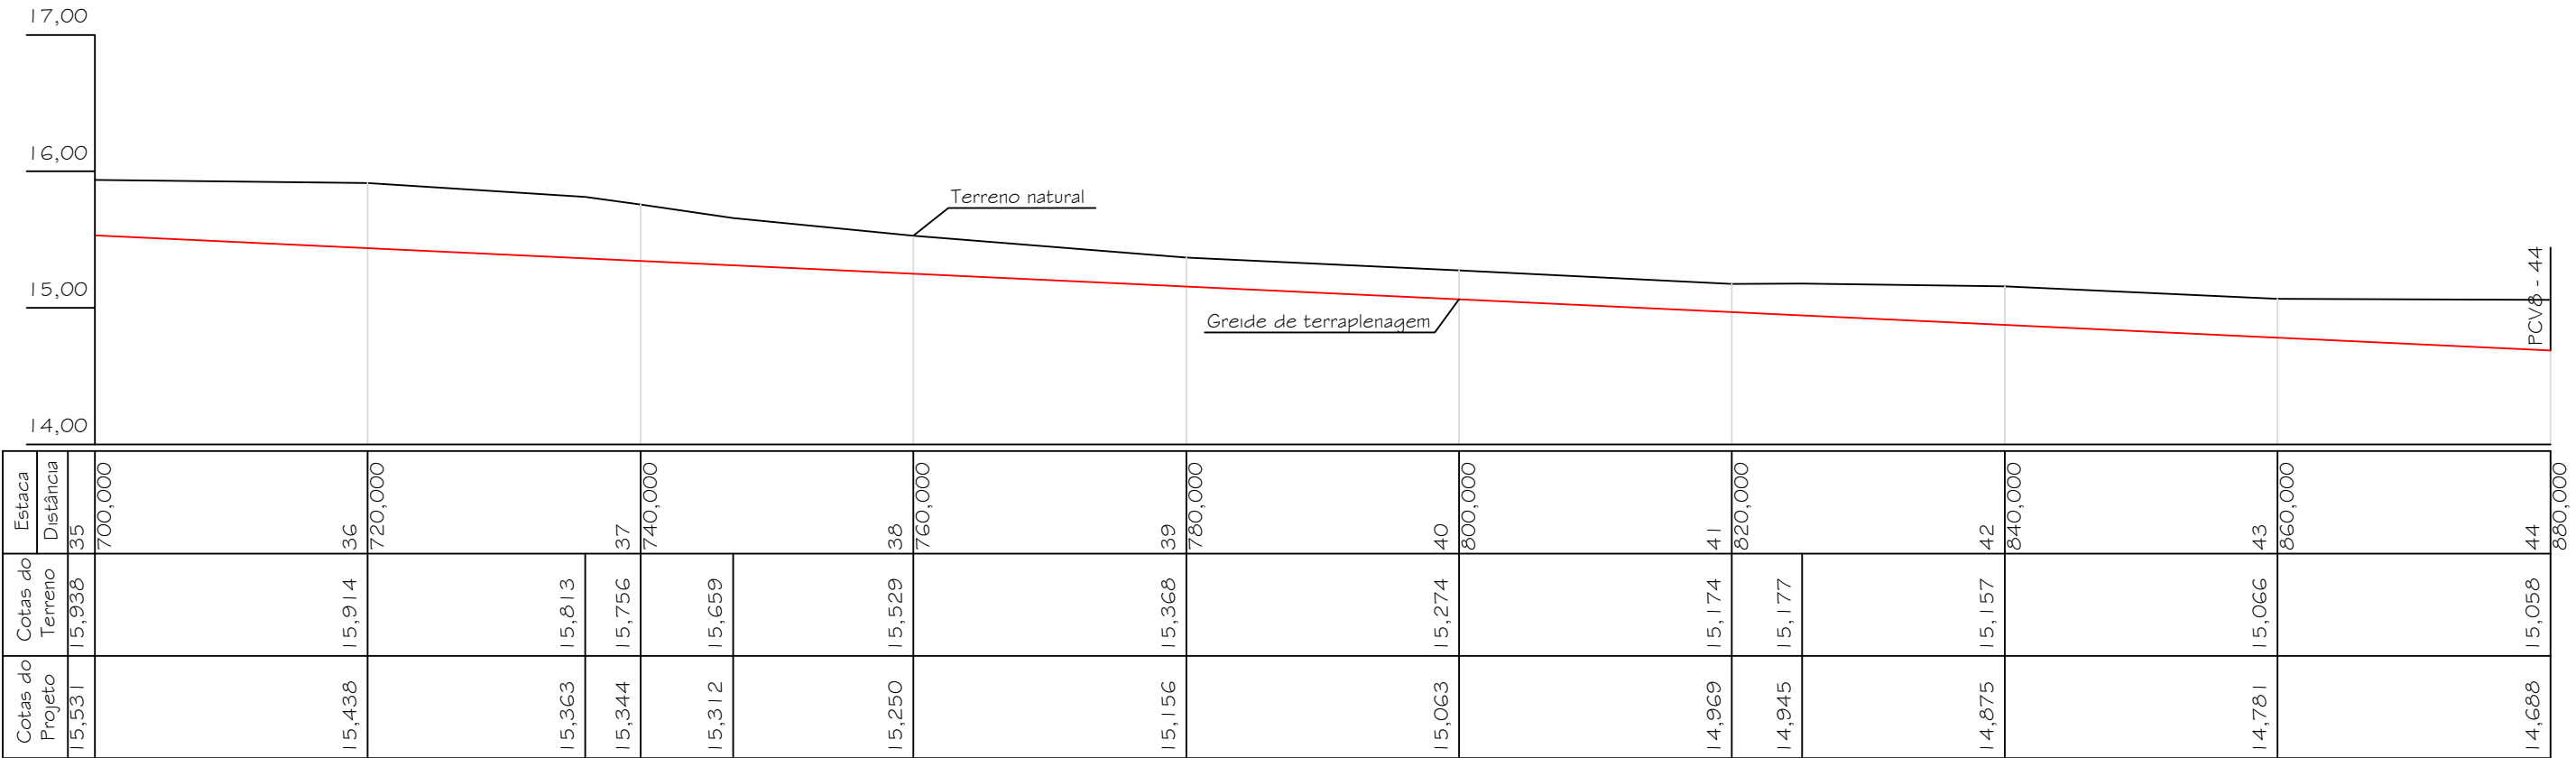 17,00
16,00
15,00
14,00
Terreno natural
Greide de terraplenagem
PCV8 - 44
Estaca
Distância
35 700,000
36 720,000
37 740,000
38 760,000
39 780,000
40 800,000
41 820,000
42 840,000
43 860,000
44 880,000
Cotas do
Terreno
15,938 15,914 15,813 15,756 15,659 15,529 15,368 15,274 15,174 15,177 15,157 15,066 15,058
Cotas do
Projeto
15,531 15,438 15,363 15,344 15,312 15,250 15,156 15,063 14,969 14,945 14,875 14,781 14,688